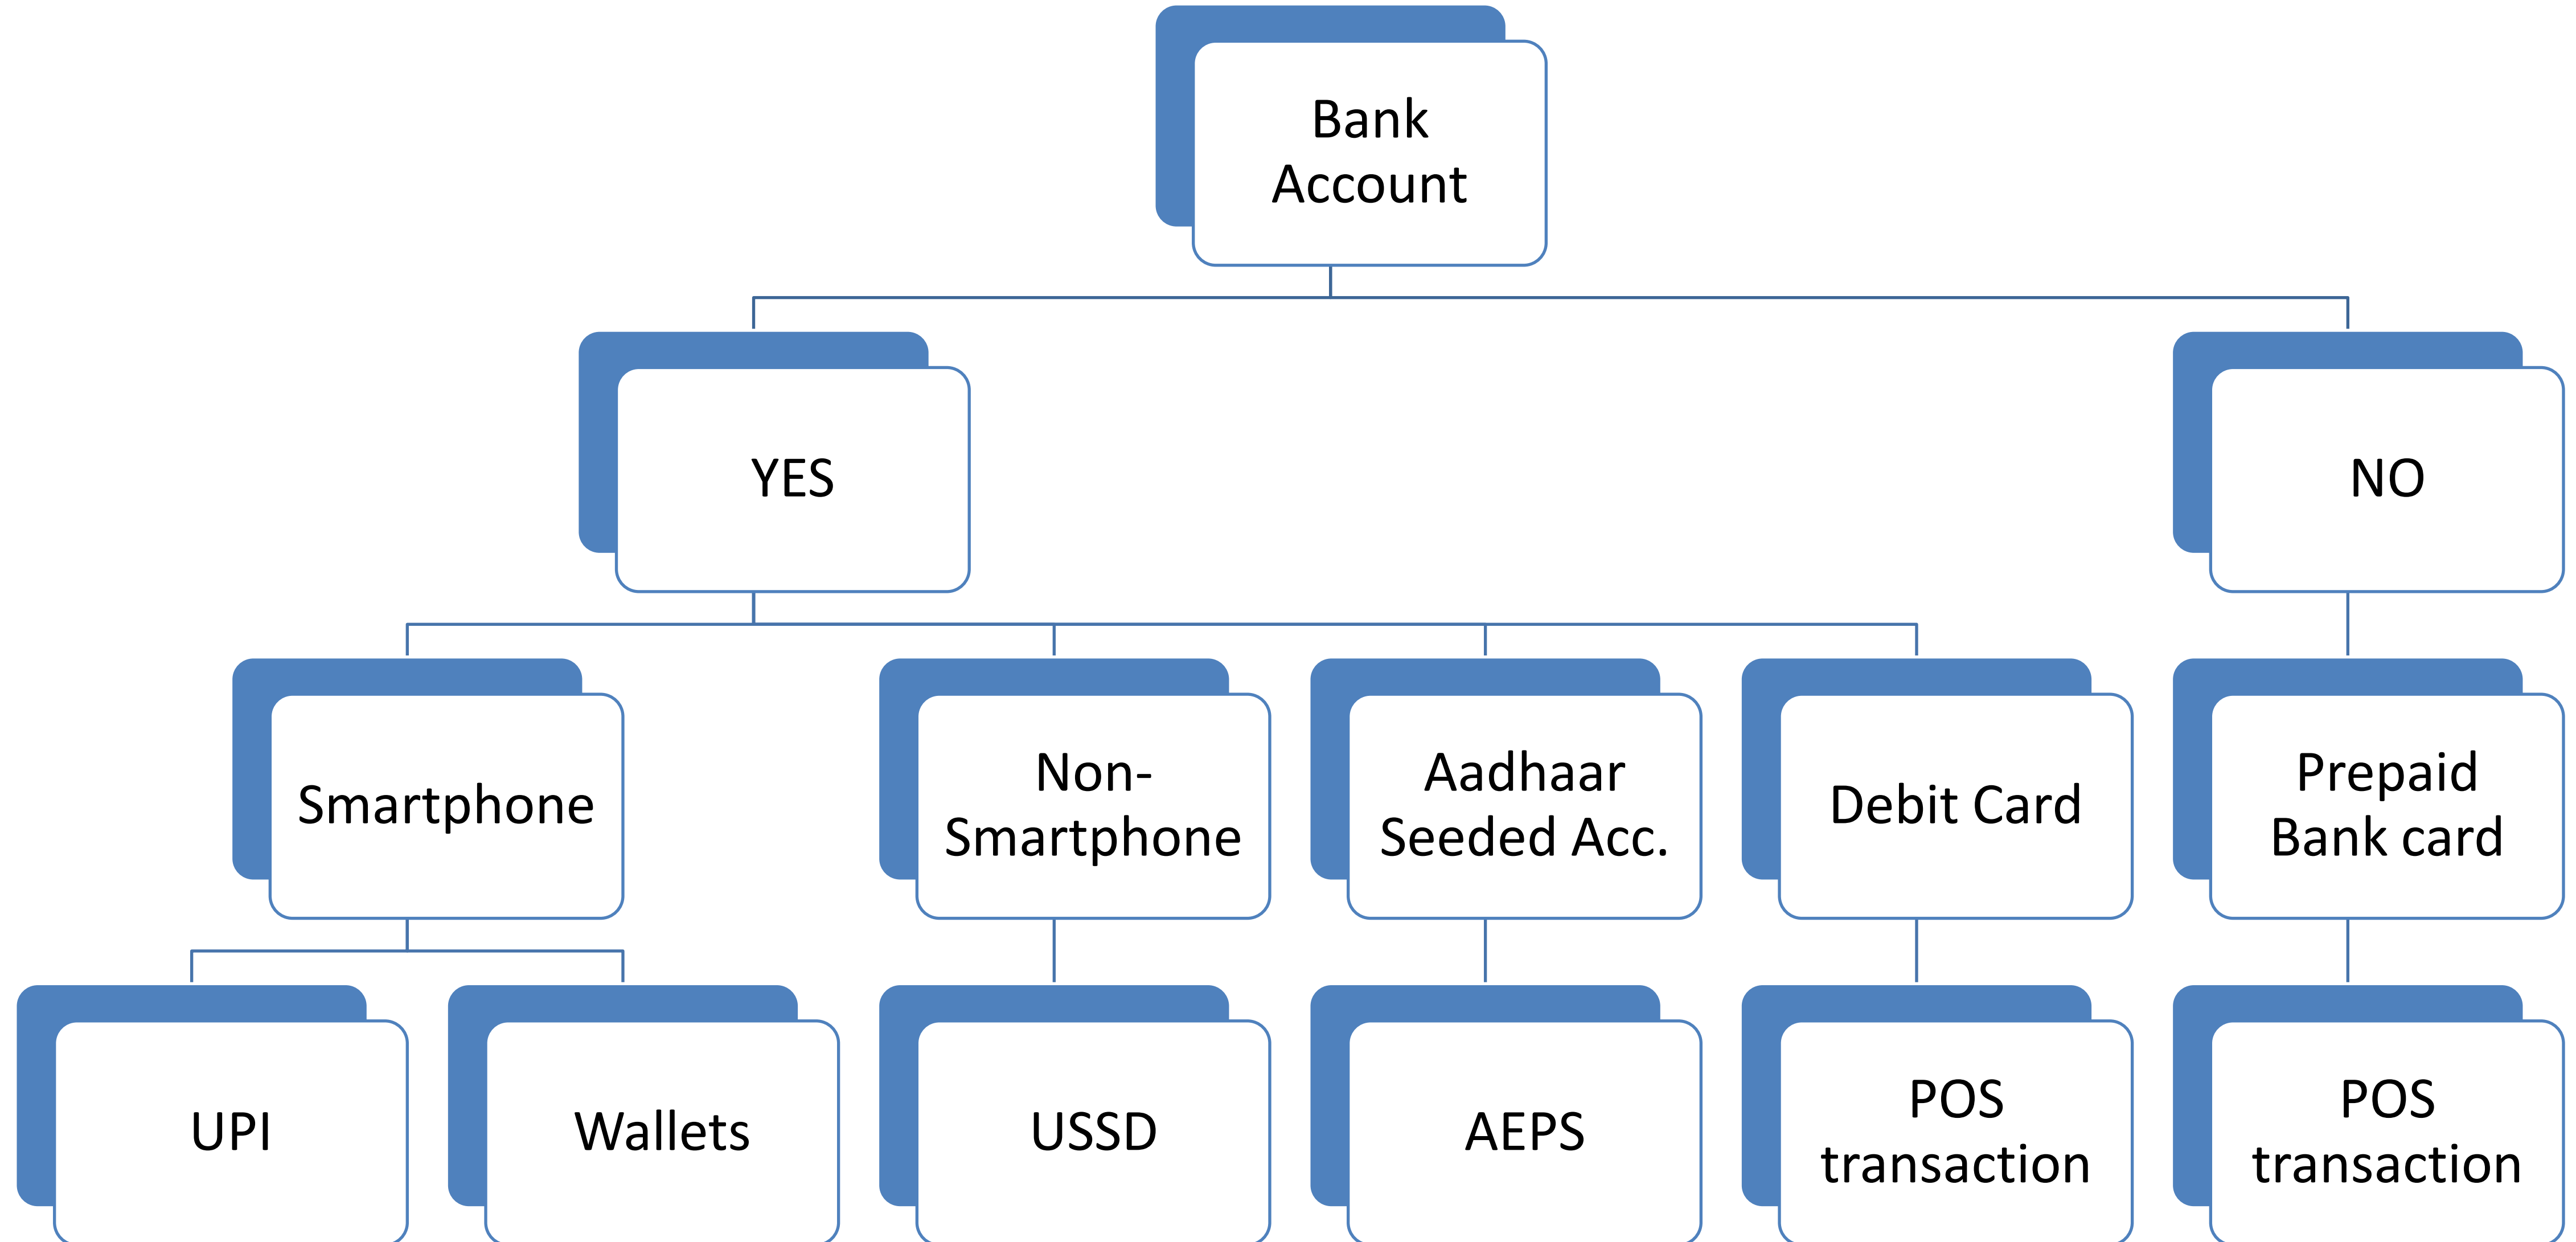 Bank
Account
YES
NO
Smartphone
Non-
Smartphone
Aadhaar
Seeded Acc.
Debit Card
Prepaid
Bank card
UPI
Wallets
USSD
AEPS
POS
transaction
POS
transaction